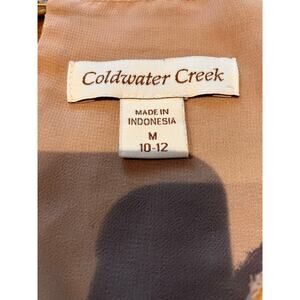 Coldwater Creek
MADE IN
INDONESIA
M
10-12